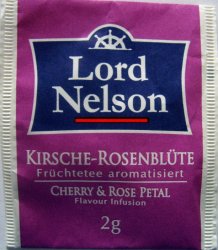 Lord
Nelson
KIRSCHE-ROSENBLÜTE
Früchtetee aromatisiert
CHERRY & ROSE PETAL
Flavour Infusion
2g